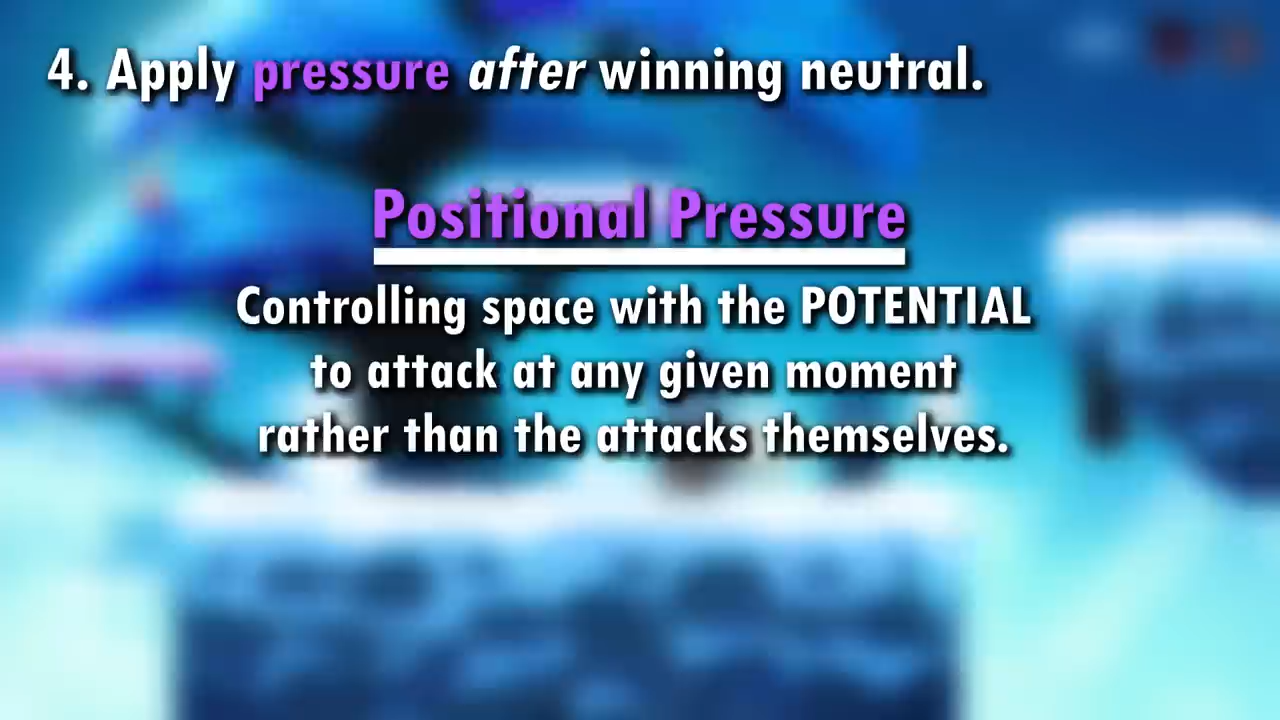 4. Apply pressure after winning neutral.
Positional Pressure
Controlling space with the POTENTIAL
to attack at any given moment
rather than the attacks themselves.